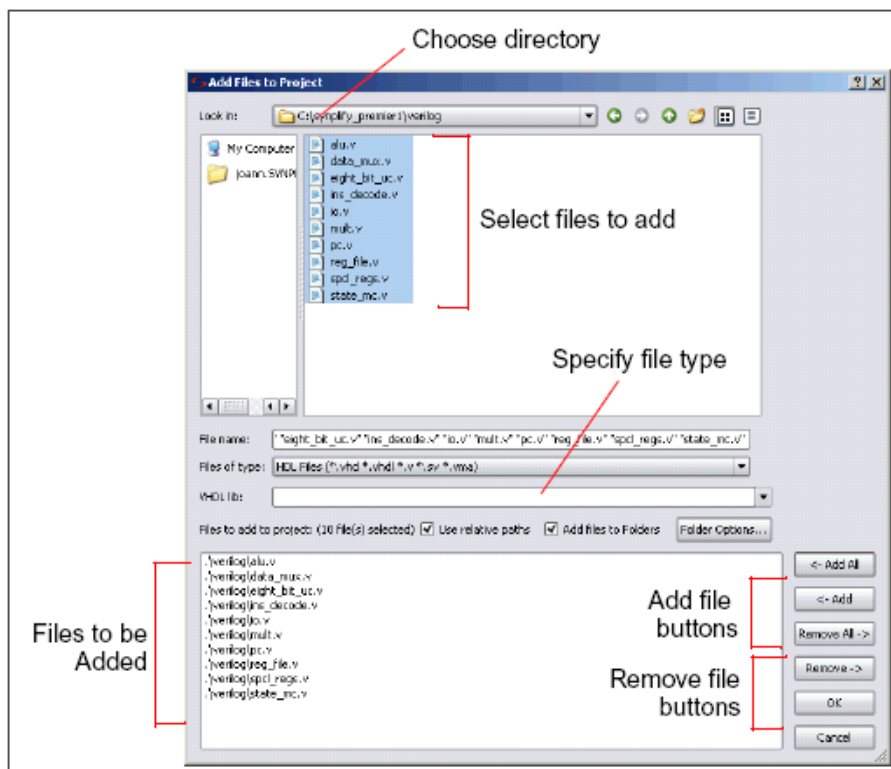 Choose directory
Add Files to Project
Look in: C:\synplify_premier1\verilog
My Computer
joann.SYNPL
alu.v
data_mux.v
eight_bit_uc.v
ins_decode.v
io.v
mult.v
pc.v
reg_file.v
spcl_regs.v
state_mc.v
Select files to add
Specify file type
File name: " "eight_bit_uc.v" "ins_decode.v" "io.v" "mult.v" "pc.v" "reg_file.v" "spcl_regs.v" "state_mc.v"
Files of type: HDL Files (*.vhd *.vhdl *.v *.sv *.vma)
VHDL lib:
Files to add to project: (10 file(s) selected) Use relative paths Add files to Folders Folder Options...
.\verilog\alu.v
.\verilog\data_mux.v
.\verilog\eight_bit_uc.v
.\verilog\ins_decode.v
.\verilog\io.v
.\verilog\mult.v
.\verilog\pc.v
.\verilog\reg_file.v
.\verilog\spcl_regs.v
.\verilog\state_mc.v
Files to be
Added
Add file
buttons
Remove file
buttons
<- Add All
<- Add
Remove All ->
Remove ->
OK
Cancel